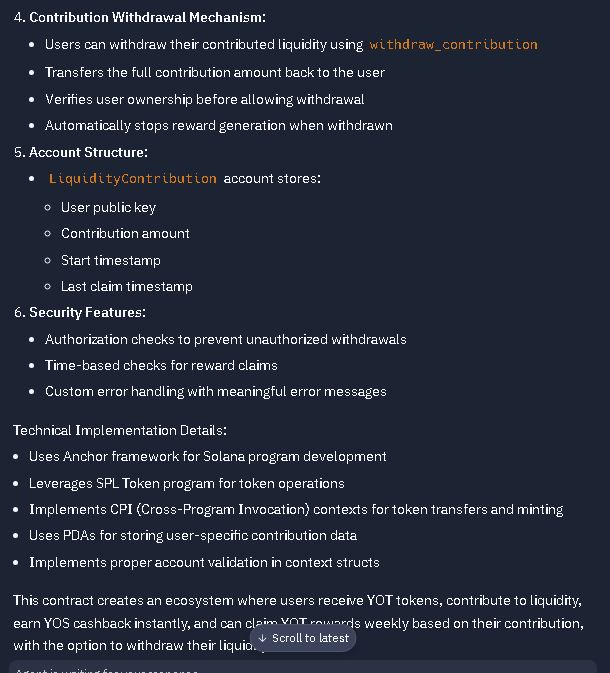 4. Contribution Withdrawal Mechanism:
• Users can withdraw their contributed liquidity using withdraw_contribution
• Transfers the full contribution amount back to the user
• Verifies user ownership before allowing withdrawal
• Automatically stops reward generation when withdrawn
5. Account Structure:
• LiquidityContribution account stores:
○ User public key
○ Contribution amount
○ Start timestamp
○ Last claim timestamp
6. Security Features:
• Authorization checks to prevent unauthorized withdrawals
• Time-based checks for reward claims
• Custom error handling with meaningful error messages
Technical Implementation Details:
• Uses Anchor framework for Solana program development
• Leverages SPL Token program for token operations
• Implements CPI (Cross-Program Invocation) contexts for token transfers and minting
• Uses PDAs for storing user-specific contribution data
• Implements proper account validation in context structs
This contract creates an ecosystem where users receive YOT tokens, contribute to liquidity,
earn YOS cashback instantly, and can claim YOT rewards weekly based on their contribution,
with the option to withdraw their
↓ Scroll to latest